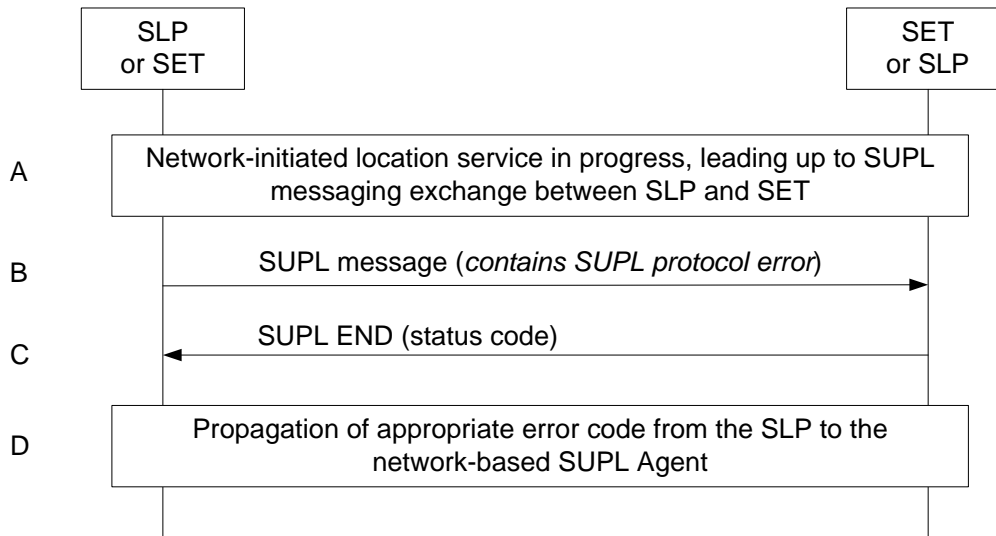 SLP
or SET
SET
or SLP
A
Network-initiated location service in progress, leading up to SUPL
messaging exchange between SLP and SET
B
SUPL message (contains SUPL protocol error)
C
SUPL END (status code)
D
Propagation of appropriate error code from the SLP to the
network-based SUPL Agent